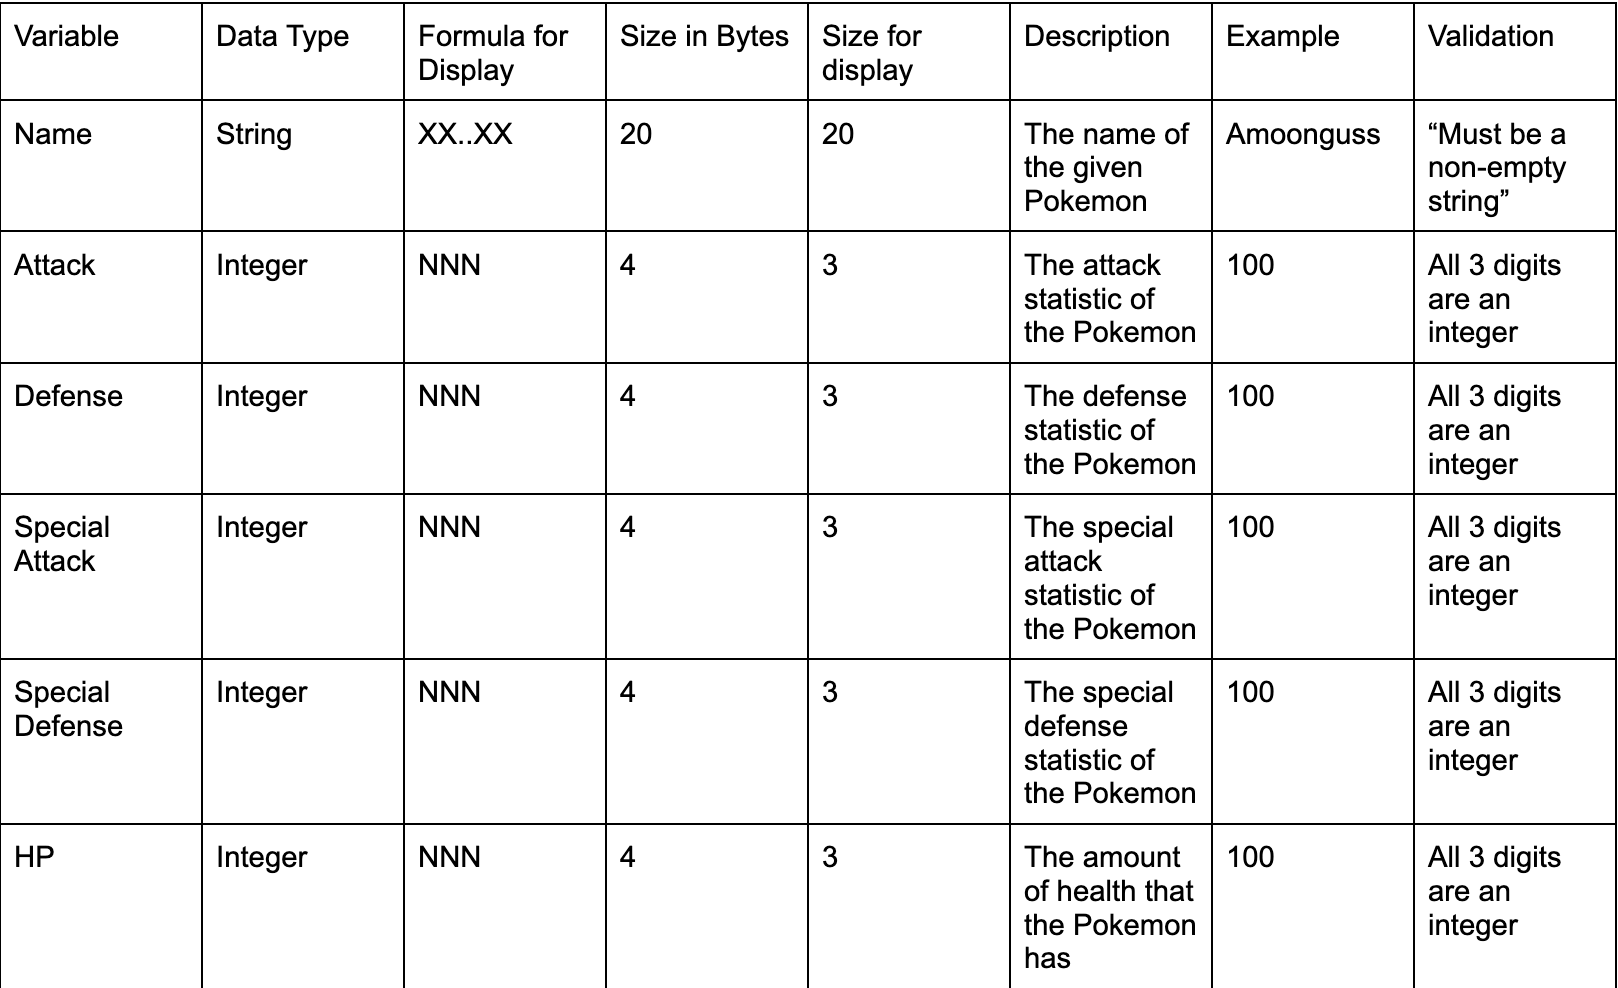 Variable Data Type Formula for Display Size in Bytes Size for display Description Example Validation
Name String XX..XX 20 20 The name of the given Pokemon Amoonguss “Must be a non-empty string”
Attack Integer NNN 4 3 The attack statistic of the Pokemon 100 All 3 digits are an integer
Defense Integer NNN 4 3 The defense statistic of the Pokemon 100 All 3 digits are an integer
Special Attack Integer NNN 4 3 The special attack statistic of the Pokemon 100 All 3 digits are an integer
Special Defense Integer NNN 4 3 The special defense statistic of the Pokemon 100 All 3 digits are an integer
HP Integer NNN 4 3 The amount of health that the Pokemon has 100 All 3 digits are an integer